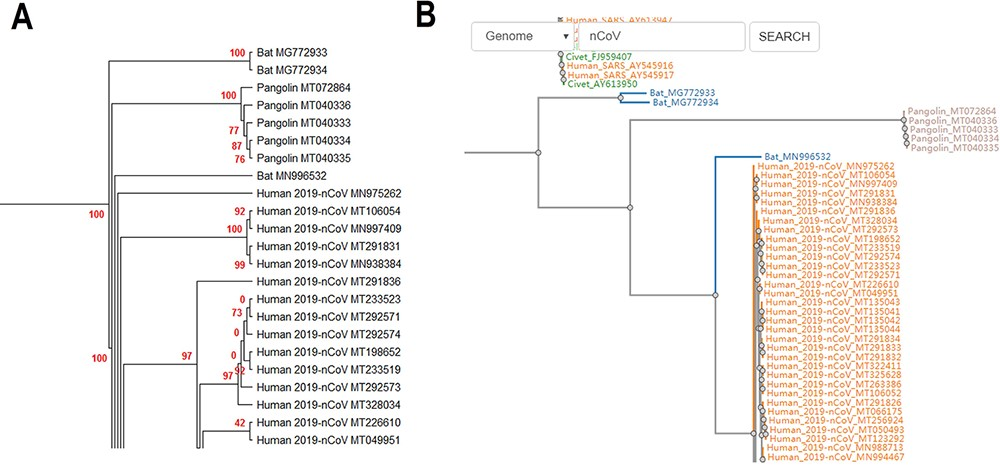 A
100
Bat MG772933
Bat MG772934
Pangolin MT072864
100
Pangolin MT040336
Pangolin MT040333
77
Pangolin MT040334
87
Pangolin MT040335
76
Bat MN996532
Human 2019-nCoV MN975262
100
Human 2019-nCoV MT106054
92
Human 2019-nCoV MN997409
100
Human 2019-nCoV MT291831
Human 2019-nCoV MN938384
99
Human 2019-nCoV MT291836
Human 2019-nCoV MT233523
0
Human 2019-nCoV MT292571
73
Human 2019-nCoV MT292574
0
Human 2019-nCoV MT198652
0
100
97
Human 2019-nCoV MT233519
92
97
Human 2019-nCoV MT292573
Human 2019-nCoV MT328034
Human 2019-nCoV MT226610
42
Human 2019-nCoV MT049951
B
Human_SARS_AY613947
Genome
nCoV
SEARCH
Civet_FJ959407
Human_SARS_AY545916
Human_SARS_AY545917
Civet_AY613950
Bat_MG772933
Bat_MG772934
Pangolin_MT072864
Pangolin_MT040336
Pangolin_MT040333
Pangolin_MT040334
Pangolin_MT040335
Bat_MN996532
Human_2019-nCoV_MN975262
Human_2019-nCoV_MT106054
Human_2019-nCoV_MN997409
Human_2019-nCoV_MT291831
Human_2019-nCoV_MN938384
Human_2019-nCoV_MT291836
Human_2019-nCoV_MT328034
Human_2019-nCoV_MT292573
Human_2019-nCoV_MT198652
Human_2019-nCoV_MT233519
Human_2019-nCoV_MT292574
Human_2019-nCoV_MT233523
Human_2019-nCoV_MT292571
Human_2019-nCoV_MT226610
Human_2019-nCoV_MT049951
Human_2019-nCoV_MT135043
Human_2019-nCoV_MT135041
Human_2019-nCoV_MT135042
Human_2019-nCoV_MT135044
Human_2019-nCoV_MT291834
Human_2019-nCoV_MT291833
Human_2019-nCoV_MT291832
Human_2019-nCoV_MT322411
Human_2019-nCoV_MT325628
Human_2019-nCoV_MT263386
Human_2019-nCoV_MT106052
Human_2019-nCoV_MT291826
Human_2019-nCoV_MT066175
Human_2019-nCoV_MT256924
Human_2019-nCoV_MT050493
Human_2019-nCoV_MT123292
Human_2019-nCoV_MN988713
Human_2019-nCoV_MN994467